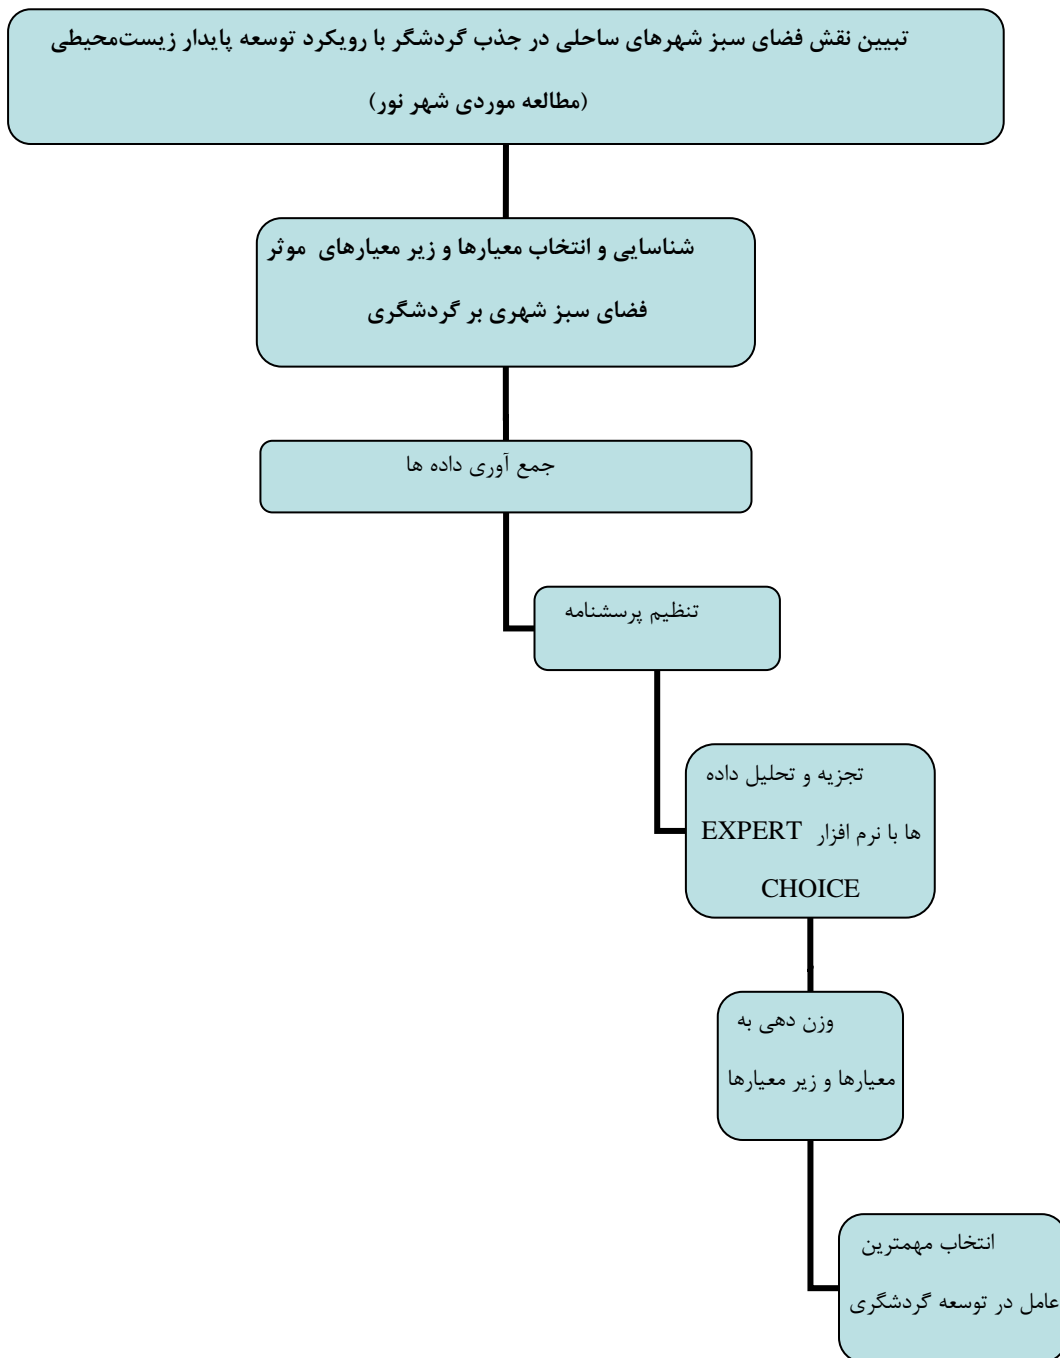 تبیین نقش فضای سبز شهرهای ساحلی در جذب گردشگر با رویکرد توسعه پایدار زیست‌محیطی
(مطالعه موردی شهر نور)
شناسایی و انتخاب معیارها و زیر معیارهای موثر
فضای سبز شهری بر گردشگری
جمع آوری داده ها
تنظیم پرسشنامه
تجزیه و تحلیل داده
ها با نرم افزار EXPERT
CHOICE
وزن دهی به
معیارها و زیر معیارها
انتخاب مهمترین
عامل در توسعه گردشگری